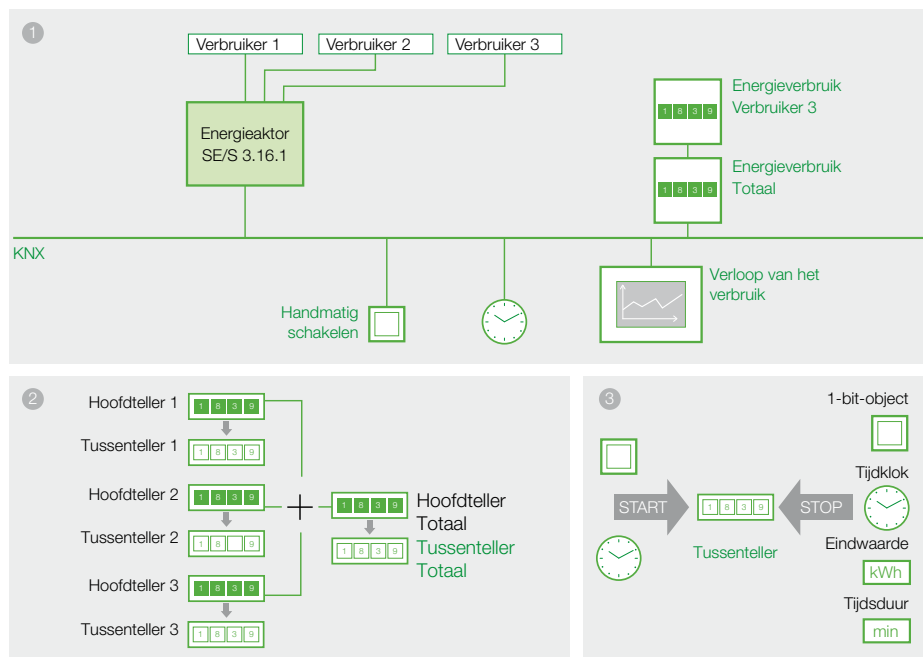 1
Verbruiker 1
Verbruiker 2
Verbruiker 3
Energieaktor
SE/S 3.16.1
1 8 3 9
Energieverbruik
Verbruiker 3
1 8 3 9
Energieverbruik
Totaal
KNX
Handmatig
schakelen
Verloop van het
verbruik
2
Hoofdteller 1
1 8 3 9
Tussenteller 1
1 8 3 9
Hoofdteller 2
1 8 3 9
Tussenteller 2
1 8 9
Hoofdteller 3
1 8 3 9
Tussenteller 3
1 8 3 9
+
1 8 3 9
Hoofdteller
Totaal
1 8 3 9
Tussenteller
Totaal
3
START
1 8 3 9
Tussenteller
STOP
1-bit-object
Tijdklok
Eindwaarde
kWh
Tijdsduur
min